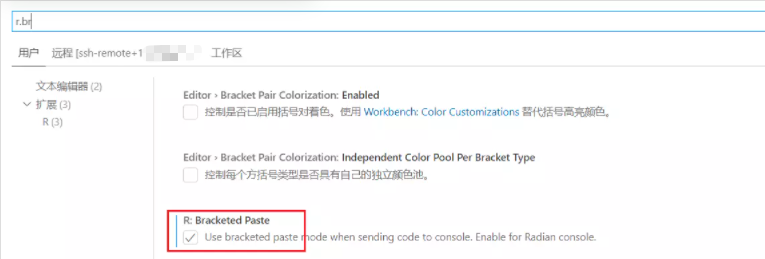 r.br
用户 远程 [ssh-remote+1 工作区
文本编辑器 (2)
扩展 (3)
R (3)
Editor › Bracket Pair Colorization: Enabled
控制是否已启用括号对着色。使用 Workbench: Color Customizations 替代括号高亮颜色。
Editor › Bracket Pair Colorization: Independent Color Pool Per Bracket Type
控制每个方括号类型是否具有自己的独立颜色池。
R: Bracketed Paste
Use bracketed paste mode when sending code to console. Enable for Radian console.